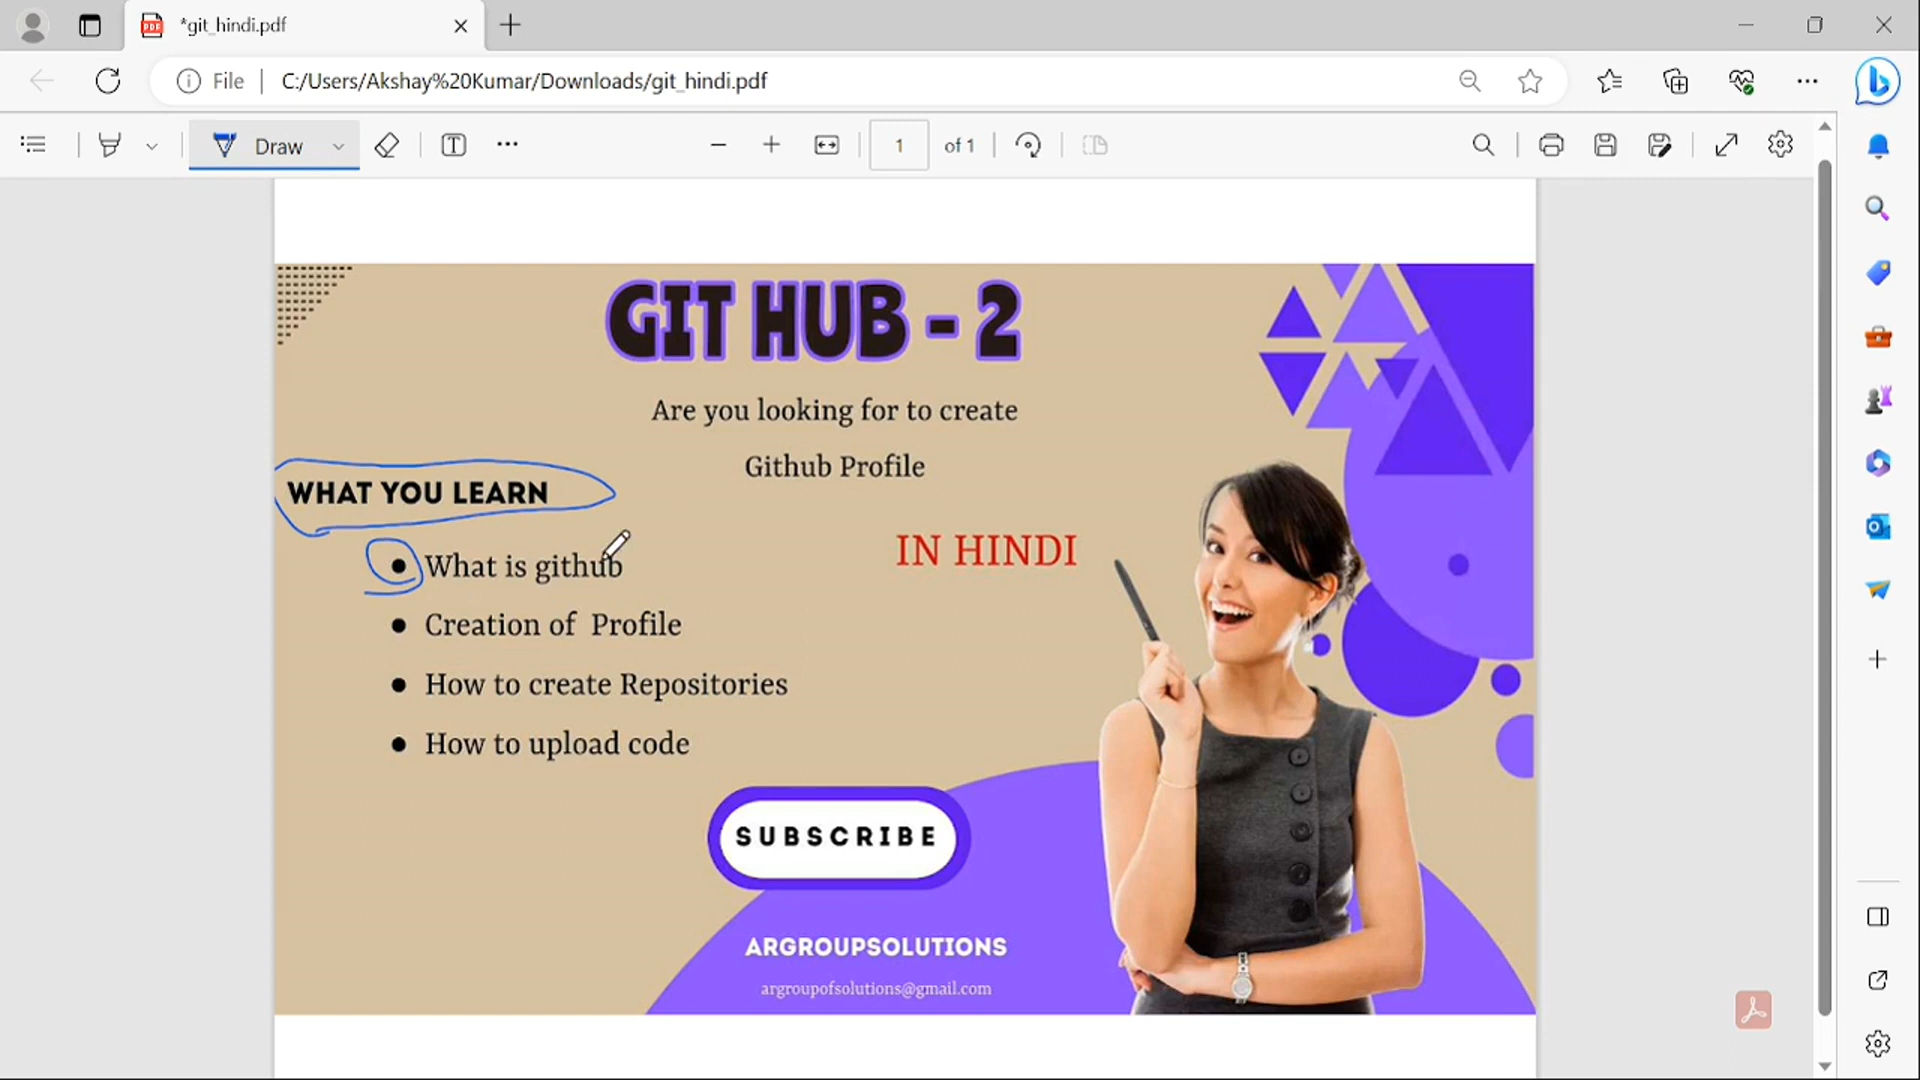 *git_hindi.pdf
File
C:/Users/Akshay%20Kumar/Downloads/git_hindi.pdf
Draw
1
of 1
GIT HUB - 2
Are you looking for to create
Github Profile
WHAT YOU LEARN
IN HINDI
● What is github
● Creation of Profile
● How to create Repositories
● How to upload code
SUBSCRIBE
ARGROUPSOLUTIONS
argroupofsolutions@gmail.com